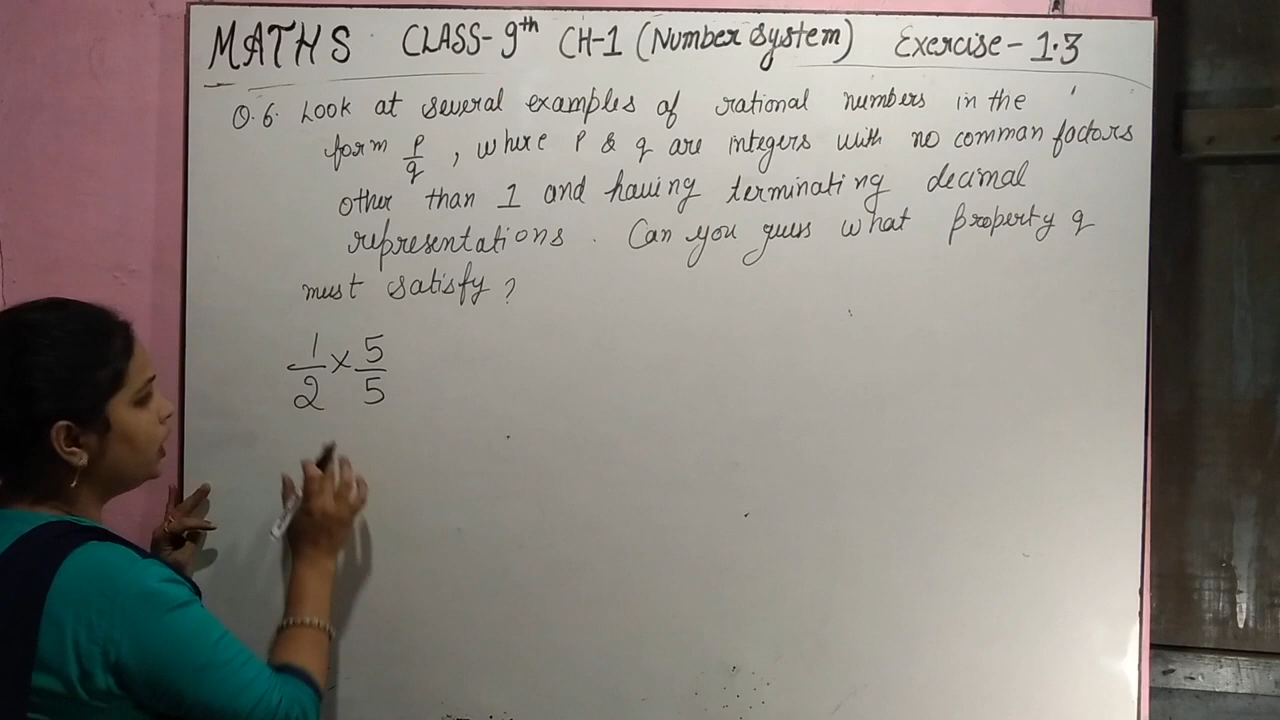 MATHS CLASS-9th CH-1 (Number System) Exercise-1.3
Q.6. Look at several examples of rational numbers in the
form p/q, where P & q are integers with no comman factors
other than 1 and having terminating decimal
representations. Can you guess what property q
must satisfy?
1/2 × 5/5